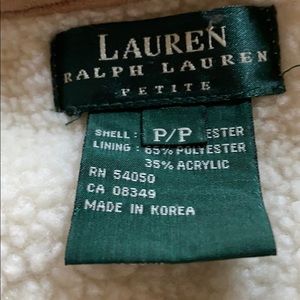 LAUREN
RALPH LAUREN
PETITE
SHELL: P/P ESTER
LINING: 65% POLYESTER
35% ACRYLIC
RN 54050
CA 08349
MADE IN KOREA